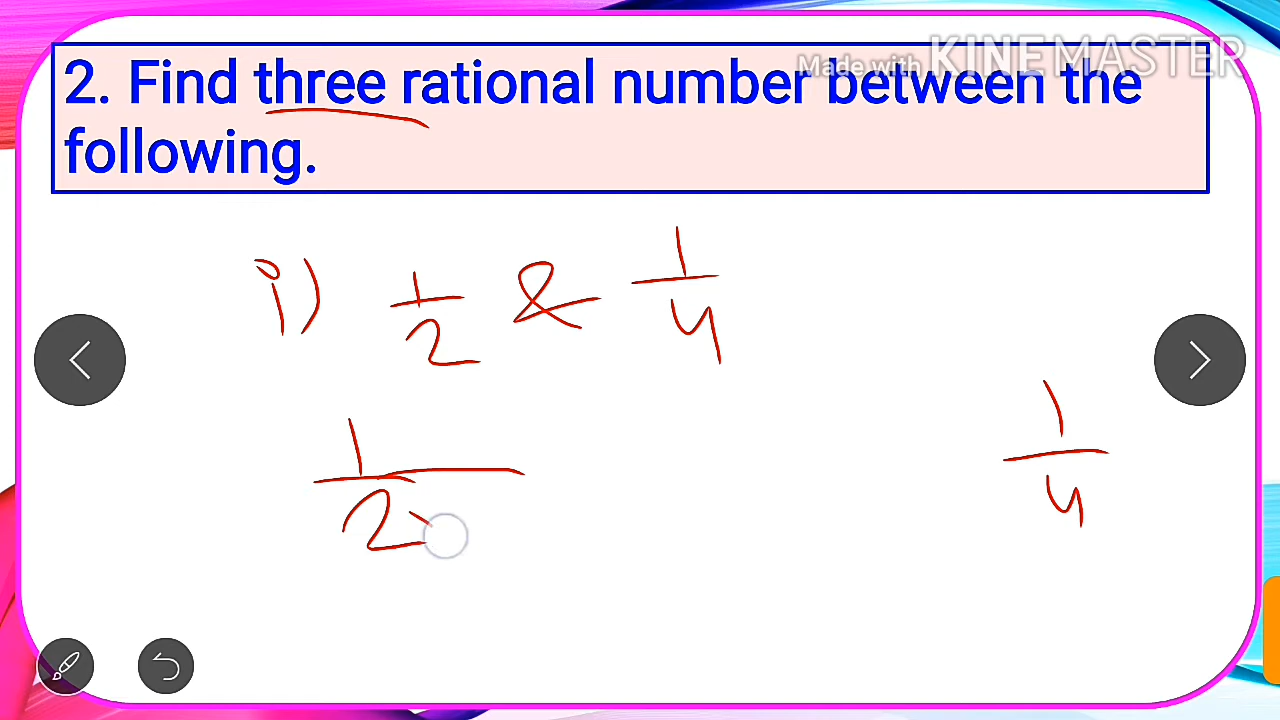 Made with KINEMASTER
2. Find three rational number between the
following.
i) 1/2 & 1/4
1/2× 1/4